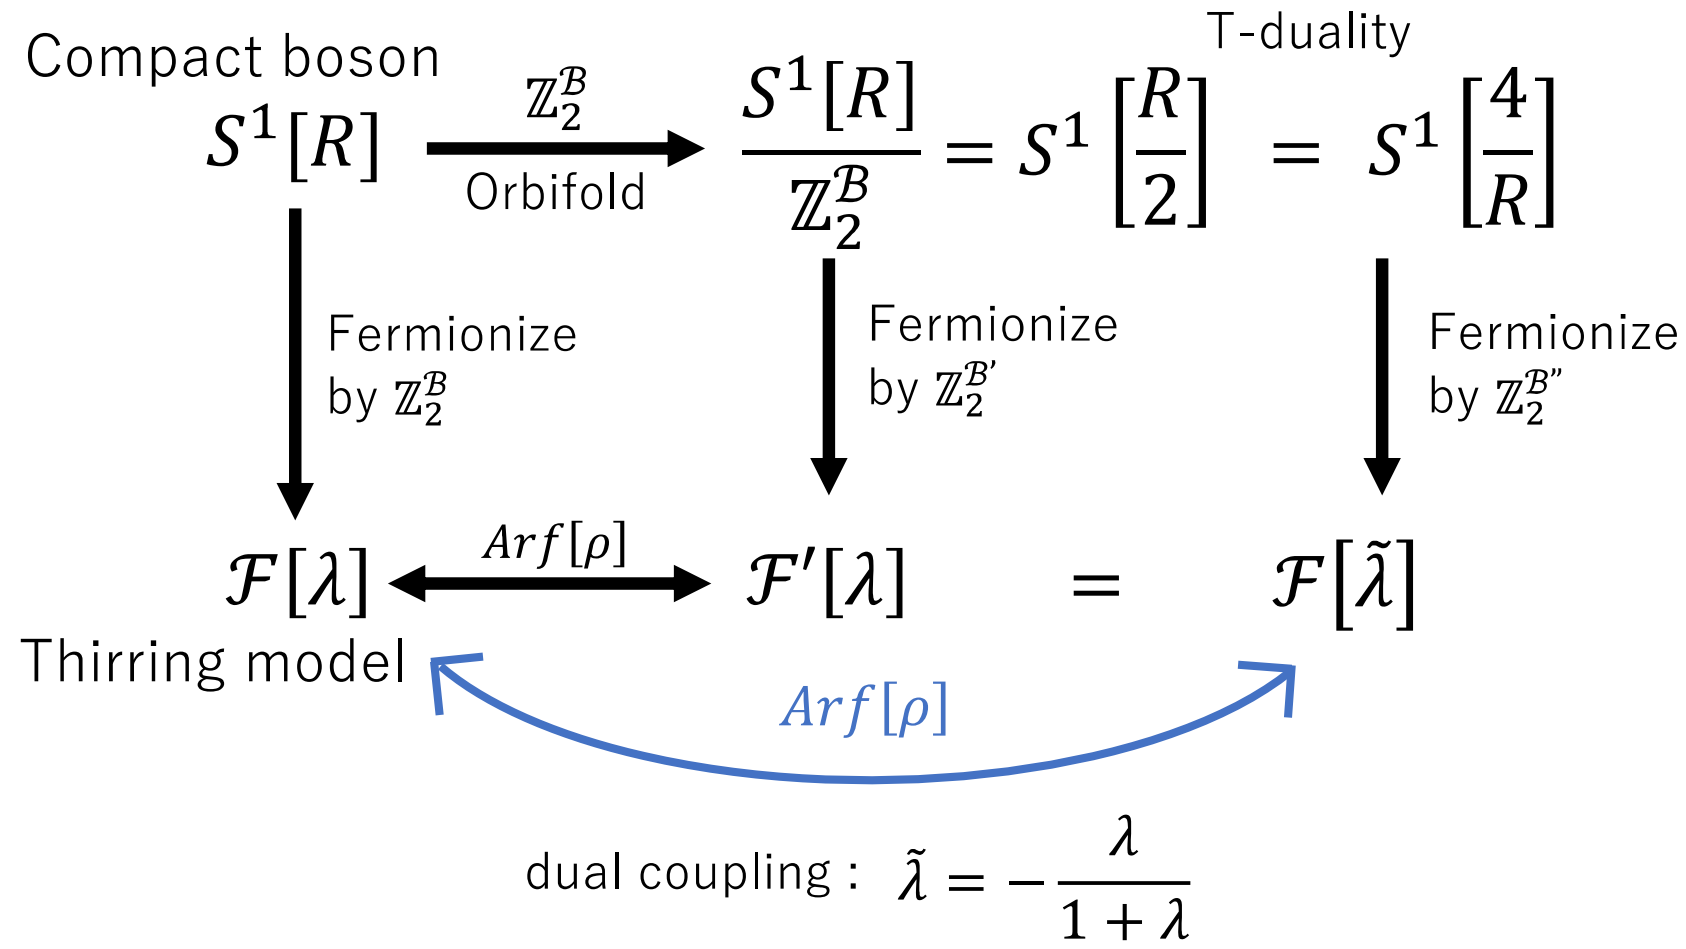 Compact boson
T-duality
S¹[R]
ℤ₂^ℬ
Orbifold
S¹[R] / ℤ₂^ℬ = S¹[R/2] = S¹[4/R]
Fermionize
by ℤ₂^ℬ
Fermionize
by ℤ₂^ℬ’
Fermionize
by ℤ₂^ℬ”
ℱ[λ] Arf[ρ] ℱ′[λ] = ℱ[λ̃]
Thirring model
Arf[ρ]
dual coupling : λ̃ = − λ / (1 + λ)